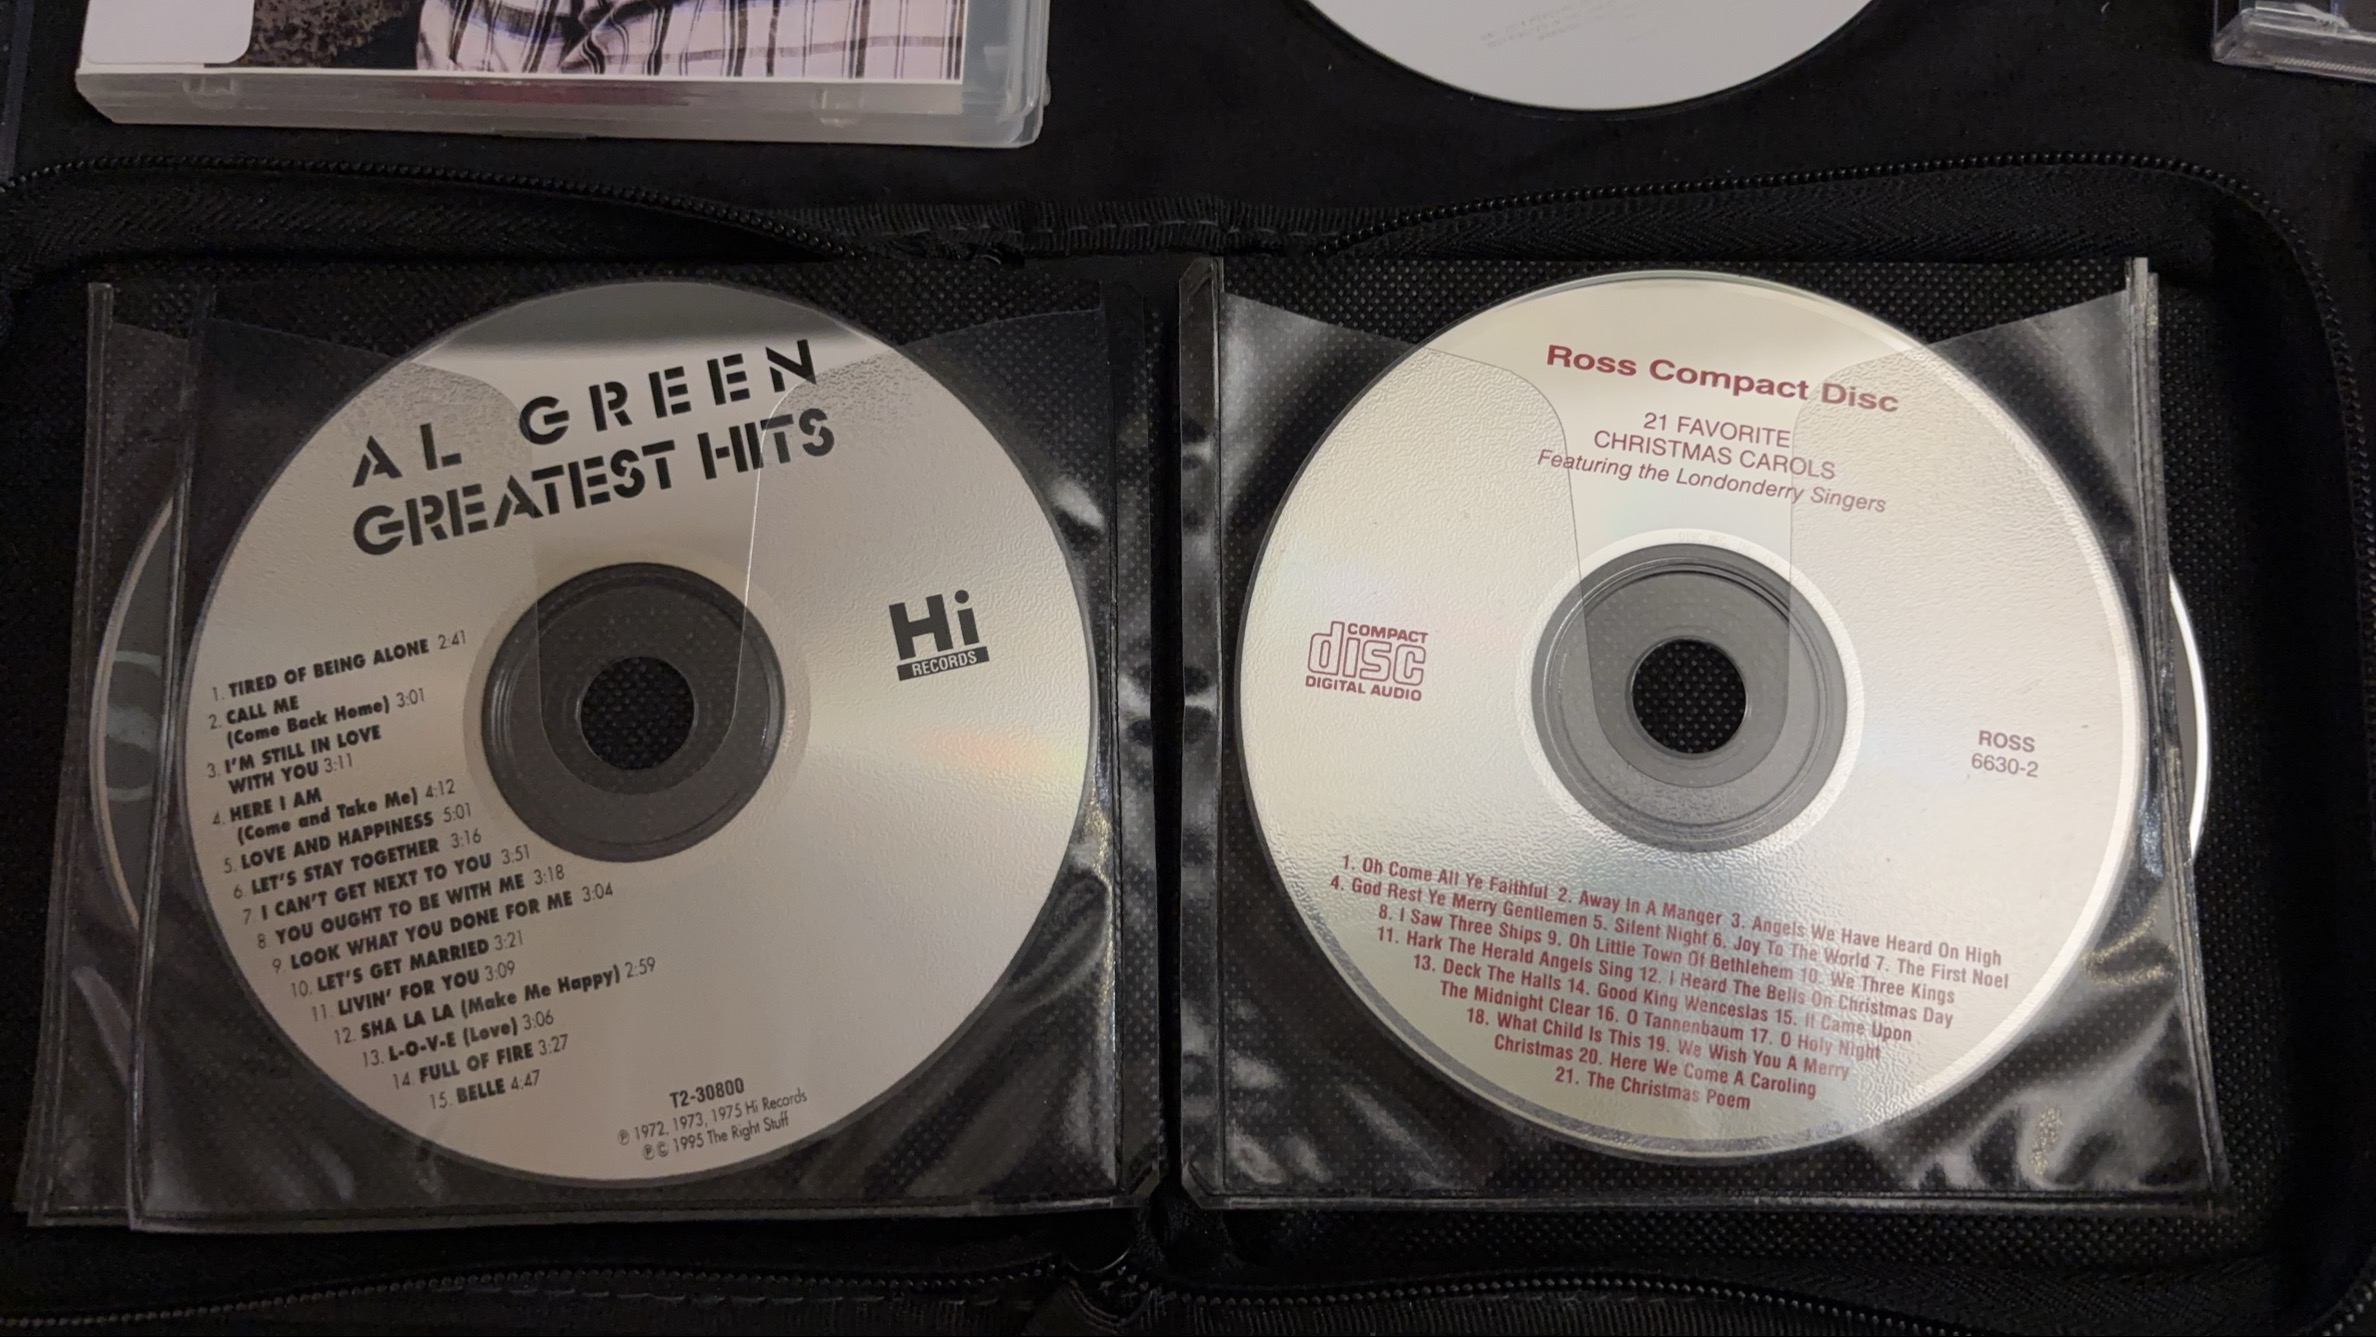 AL GREEN
GREATEST HITS
Hi
RECORDS
1. TIRED OF BEING ALONE 2:41
2. CALL ME
(Come Back Home) 3:01
3. I'M STILL IN LOVE
WITH YOU 3:11
4. HERE I AM
(Come and Take Me) 4:12
5. LOVE AND HAPPINESS 5:01
6. LET'S STAY TOGETHER 3:16
7. I CAN'T GET NEXT TO YOU 3:51
8. YOU OUGHT TO BE WITH ME 3:18
9. LOOK WHAT YOU DONE FOR ME 3:04
10. LET'S GET MARRIED 3:21
11. LIVIN' FOR YOU 3:09
12. SHA LA LA (Make Me Happy) 2:59
13. L-O-V-E (Love) 3:06
14. FULL OF FIRE 3:27
15. BELLE 4:47
T2-30800
℗ 1972, 1973, 1975 Hi Records
℗ © 1995 The Right Stuff
Ross Compact Disc
21 FAVORITE
CHRISTMAS CAROLS
Featuring the Londonderry Singers
COMPACT
disc
DIGITAL AUDIO
ROSS
6630-2
1. Oh Come All Ye Faithful 2. Away In A Manger 3. Angels We Have Heard On High
4. God Rest Ye Merry Gentlemen 5. Silent Night 6. Joy To The World 7. The First Noel
8. I Saw Three Ships 9. Oh Little Town Of Bethlehem 10. We Three Kings
11. Hark The Herald Angels Sing 12. I Heard The Bells On Christmas Day
13. Deck The Halls 14. Good King Wenceslas 15. It Came Upon
The Midnight Clear 16. O Tannenbaum 17. O Holy Night
18. What Child Is This 19. We Wish You A Merry
Christmas 20. Here We Come A Caroling
21. The Christmas Poem